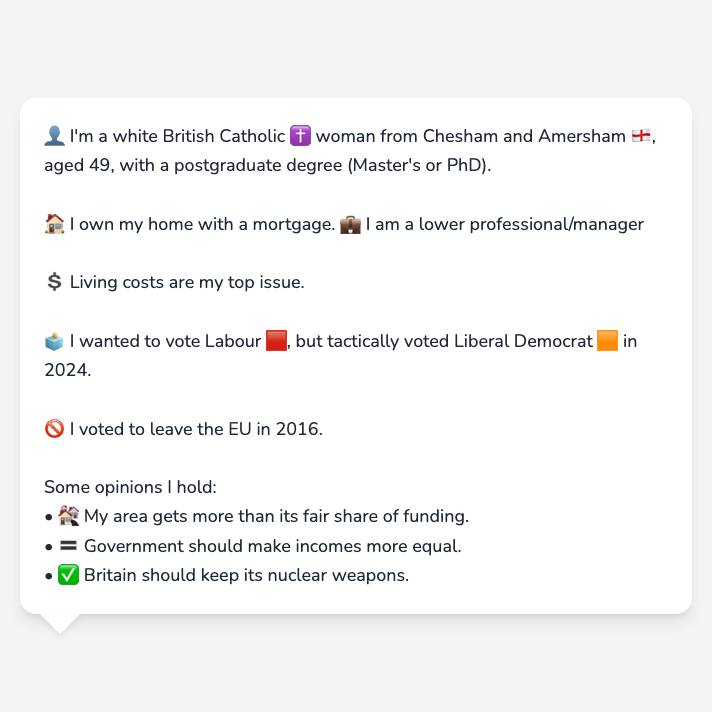 👤 I'm a white British Catholic ✝️ woman from Chesham and Amersham 🏴󠁧󠁢󠁥󠁮󠁧󠁿,
aged 49, with a postgraduate degree (Master's or PhD).
🏠 I own my home with a mortgage. 💼 I am a lower professional/manager
💲 Living costs are my top issue.
🗳️ I wanted to vote Labour 🟥, but tactically voted Liberal Democrat 🟧 in
2024.
🚫 I voted to leave the EU in 2016.
Some opinions I hold:
• 🏘️ My area gets more than its fair share of funding.
• 🟰 Government should make incomes more equal.
• ✅ Britain should keep its nuclear weapons.